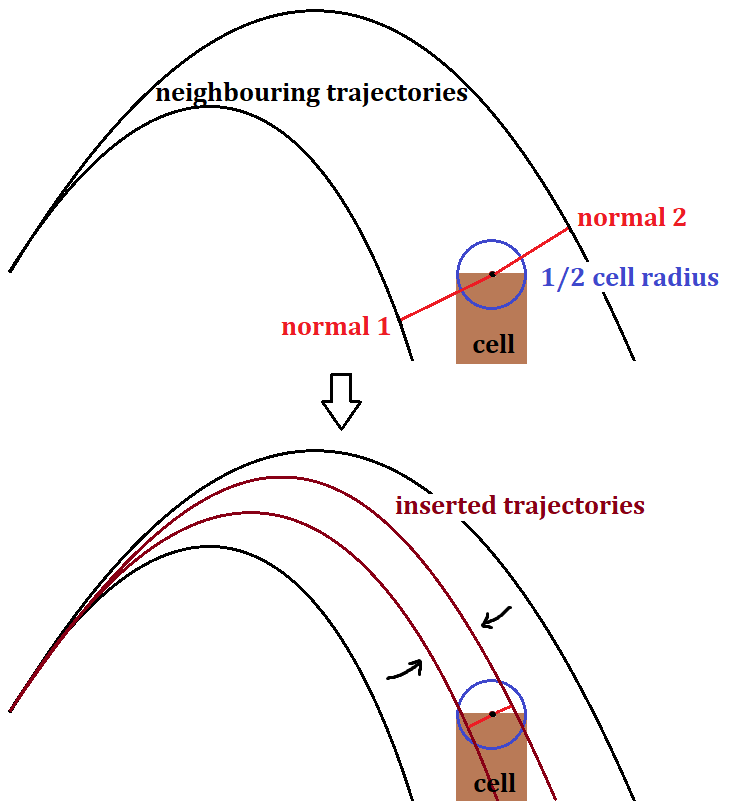 neighbouring trajectories
normal 2
1/2 cell radius
normal 1
cell
inserted trajectories
cell